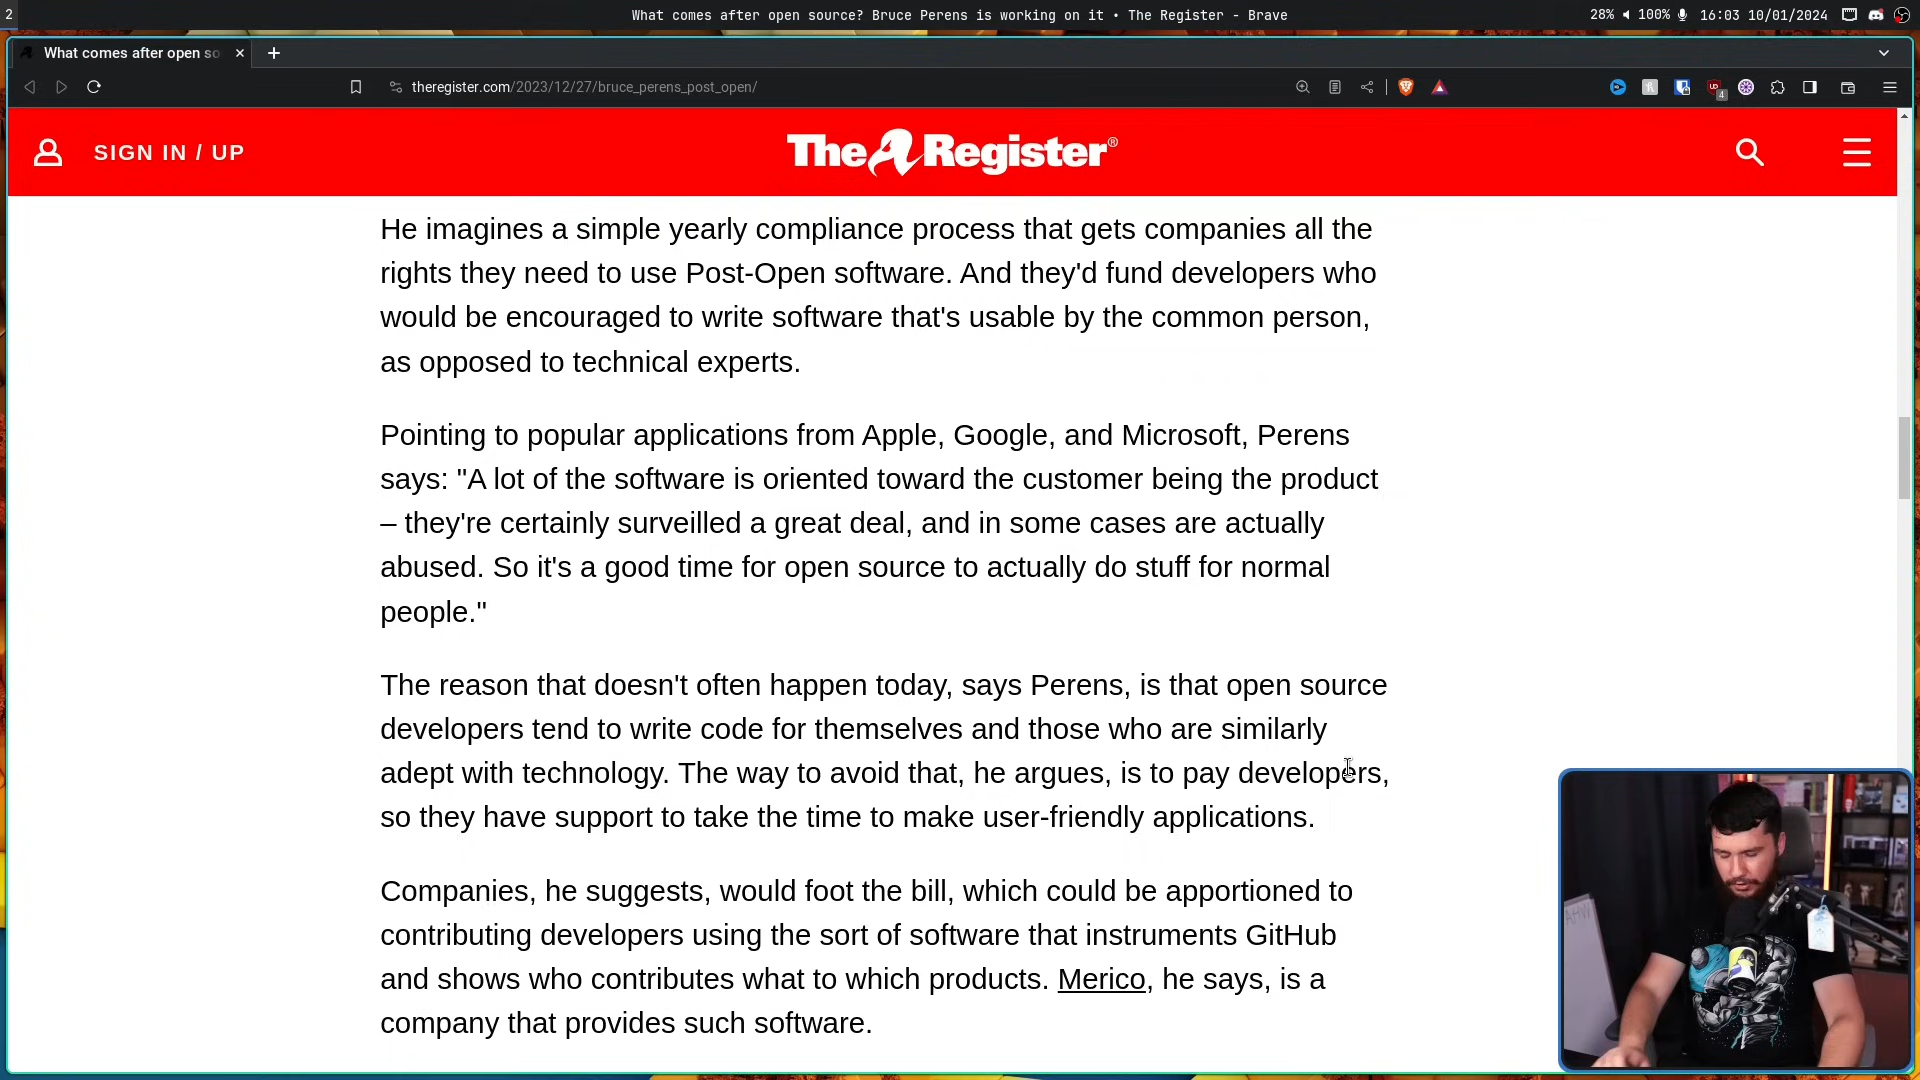 2
What comes after open source? Bruce Perens is working on it • The Register - Brave
28% 100% 16:03 10/01/2024
What comes after open so
theregister.com/2023/12/27/bruce_perens_post_open/
4
SIGN IN / UP
The Register®
He imagines a simple yearly compliance process that gets companies all the
rights they need to use Post-Open software. And they'd fund developers who
would be encouraged to write software that's usable by the common person,
as opposed to technical experts.
Pointing to popular applications from Apple, Google, and Microsoft, Perens
says: "A lot of the software is oriented toward the customer being the product
– they're certainly surveilled a great deal, and in some cases are actually
abused. So it's a good time for open source to actually do stuff for normal
people."
The reason that doesn't often happen today, says Perens, is that open source
developers tend to write code for themselves and those who are similarly
adept with technology. The way to avoid that, he argues, is to pay developers,
so they have support to take the time to make user-friendly applications.
Companies, he suggests, would foot the bill, which could be apportioned to
contributing developers using the sort of software that instruments GitHub
and shows who contributes what to which products. Merico, he says, is a
company that provides such software.